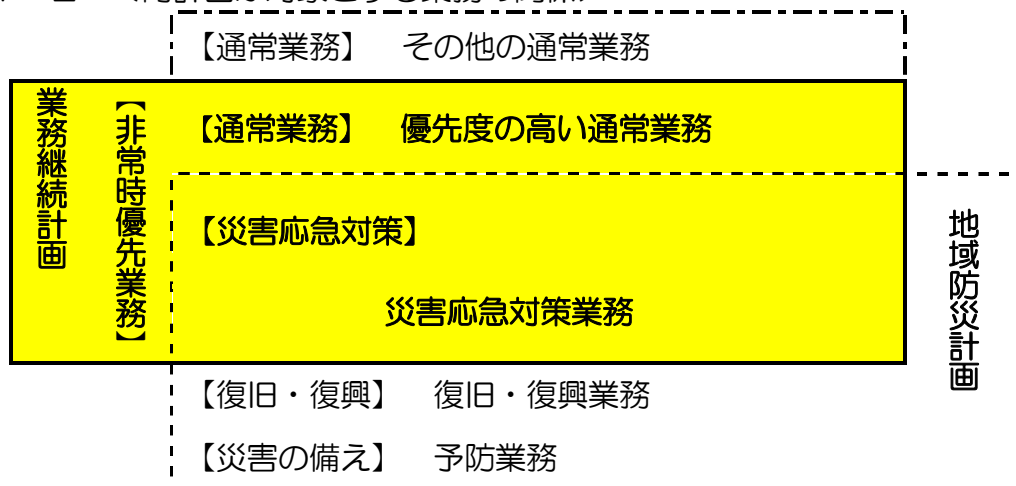 【通常業務】 その他の通常業務
業務継続計画
【非常時優先業務】
【通常業務】 優先度の高い通常業務
【災害応急対策】
災害応急対策業務
地域防災計画
【復旧・復興】 復旧・復興業務
【災害の備え】 予防業務